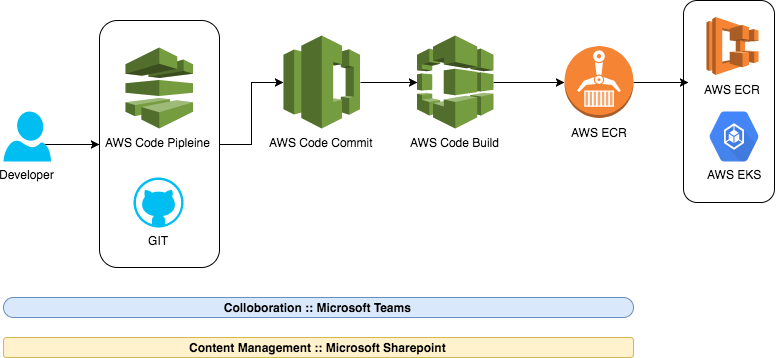 Developer
AWS Code Pipleine
GIT
AWS Code Commit
AWS Code Build
AWS ECR
AWS ECR
AWS EKS
Colloboration :: Microsoft Teams
Content Management :: Microsoft Sharepoint